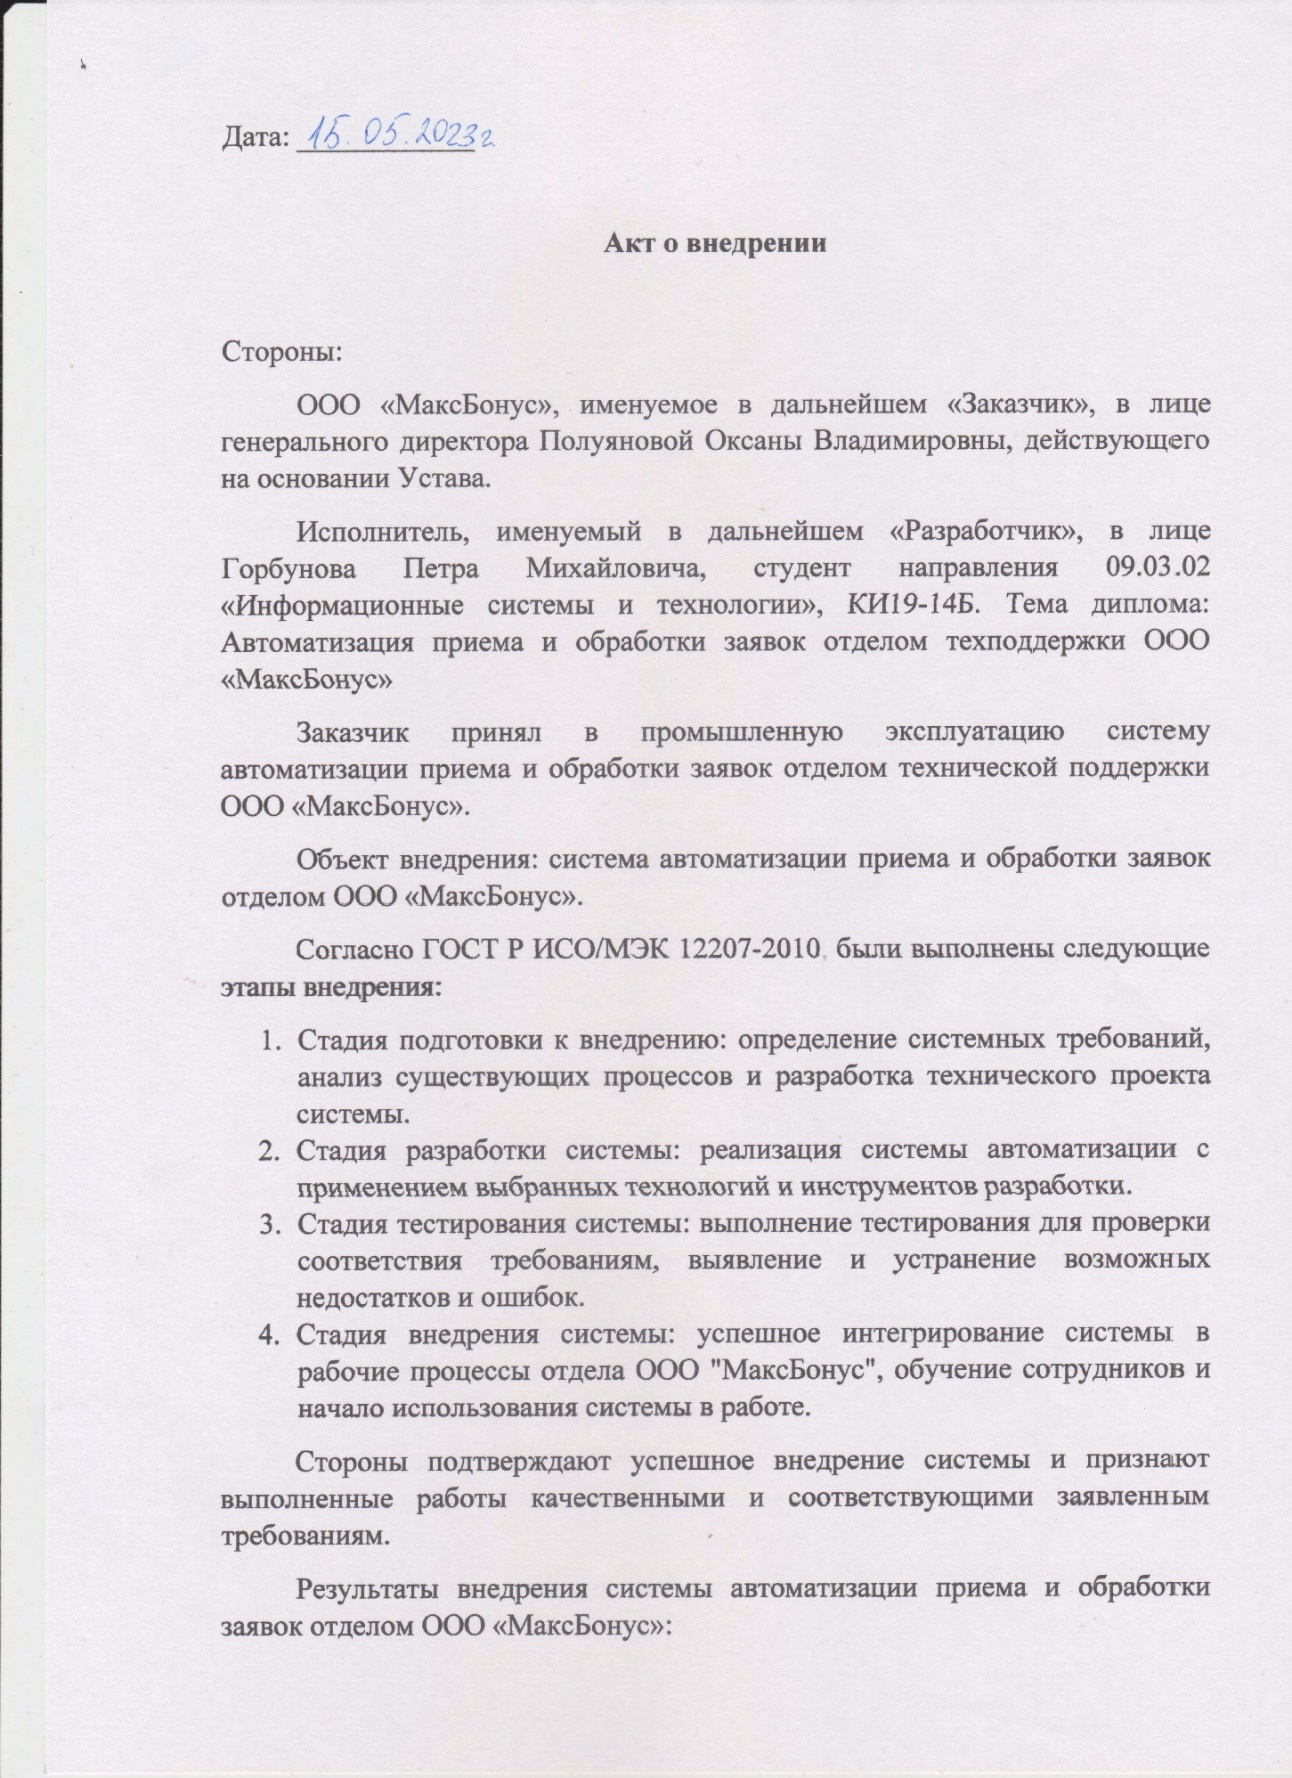 Дата: 15.05.2023г.
Акт о внедрении
Стороны:
ООО «МаксБонус», именуемое в дальнейшем «Заказчик», в лице
генерального директора Полуяновой Оксаны Владимировны, действующего
на основании Устава.
Исполнитель, именуемый в дальнейшем «Разработчик», в лице
Горбунова Петра Михайловича, студент направления 09.03.02
«Информационные системы и технологии», КИ19-14Б. Тема диплома:
Автоматизация приема и обработки заявок отделом техподдержки ООО
«МаксБонус»
Заказчик принял в промышленную эксплуатацию систему
автоматизации приема и обработки заявок отделом технической поддержки
ООО «МаксБонус».
Объект внедрения: система автоматизации приема и обработки заявок
отделом ООО «МаксБонус».
Согласно ГОСТ Р ИСО/МЭК 12207-2010, были выполнены следующие
этапы внедрения:
1. Стадия подготовки к внедрению: определение системных требований,
анализ существующих процессов и разработка технического проекта
системы.
2. Стадия разработки системы: реализация системы автоматизации с
применением выбранных технологий и инструментов разработки.
3. Стадия тестирования системы: выполнение тестирования для проверки
соответствия требованиям, выявление и устранение возможных
недостатков и ошибок.
4. Стадия внедрения системы: успешное интегрирование системы в
рабочие процессы отдела ООО "МаксБонус", обучение сотрудников и
начало использования системы в работе.
Стороны подтверждают успешное внедрение системы и признают
выполненные работы качественными и соответствующими заявленным
требованиям.
Результаты внедрения системы автоматизации приема и обработки
заявок отделом ООО «МаксБонус»: